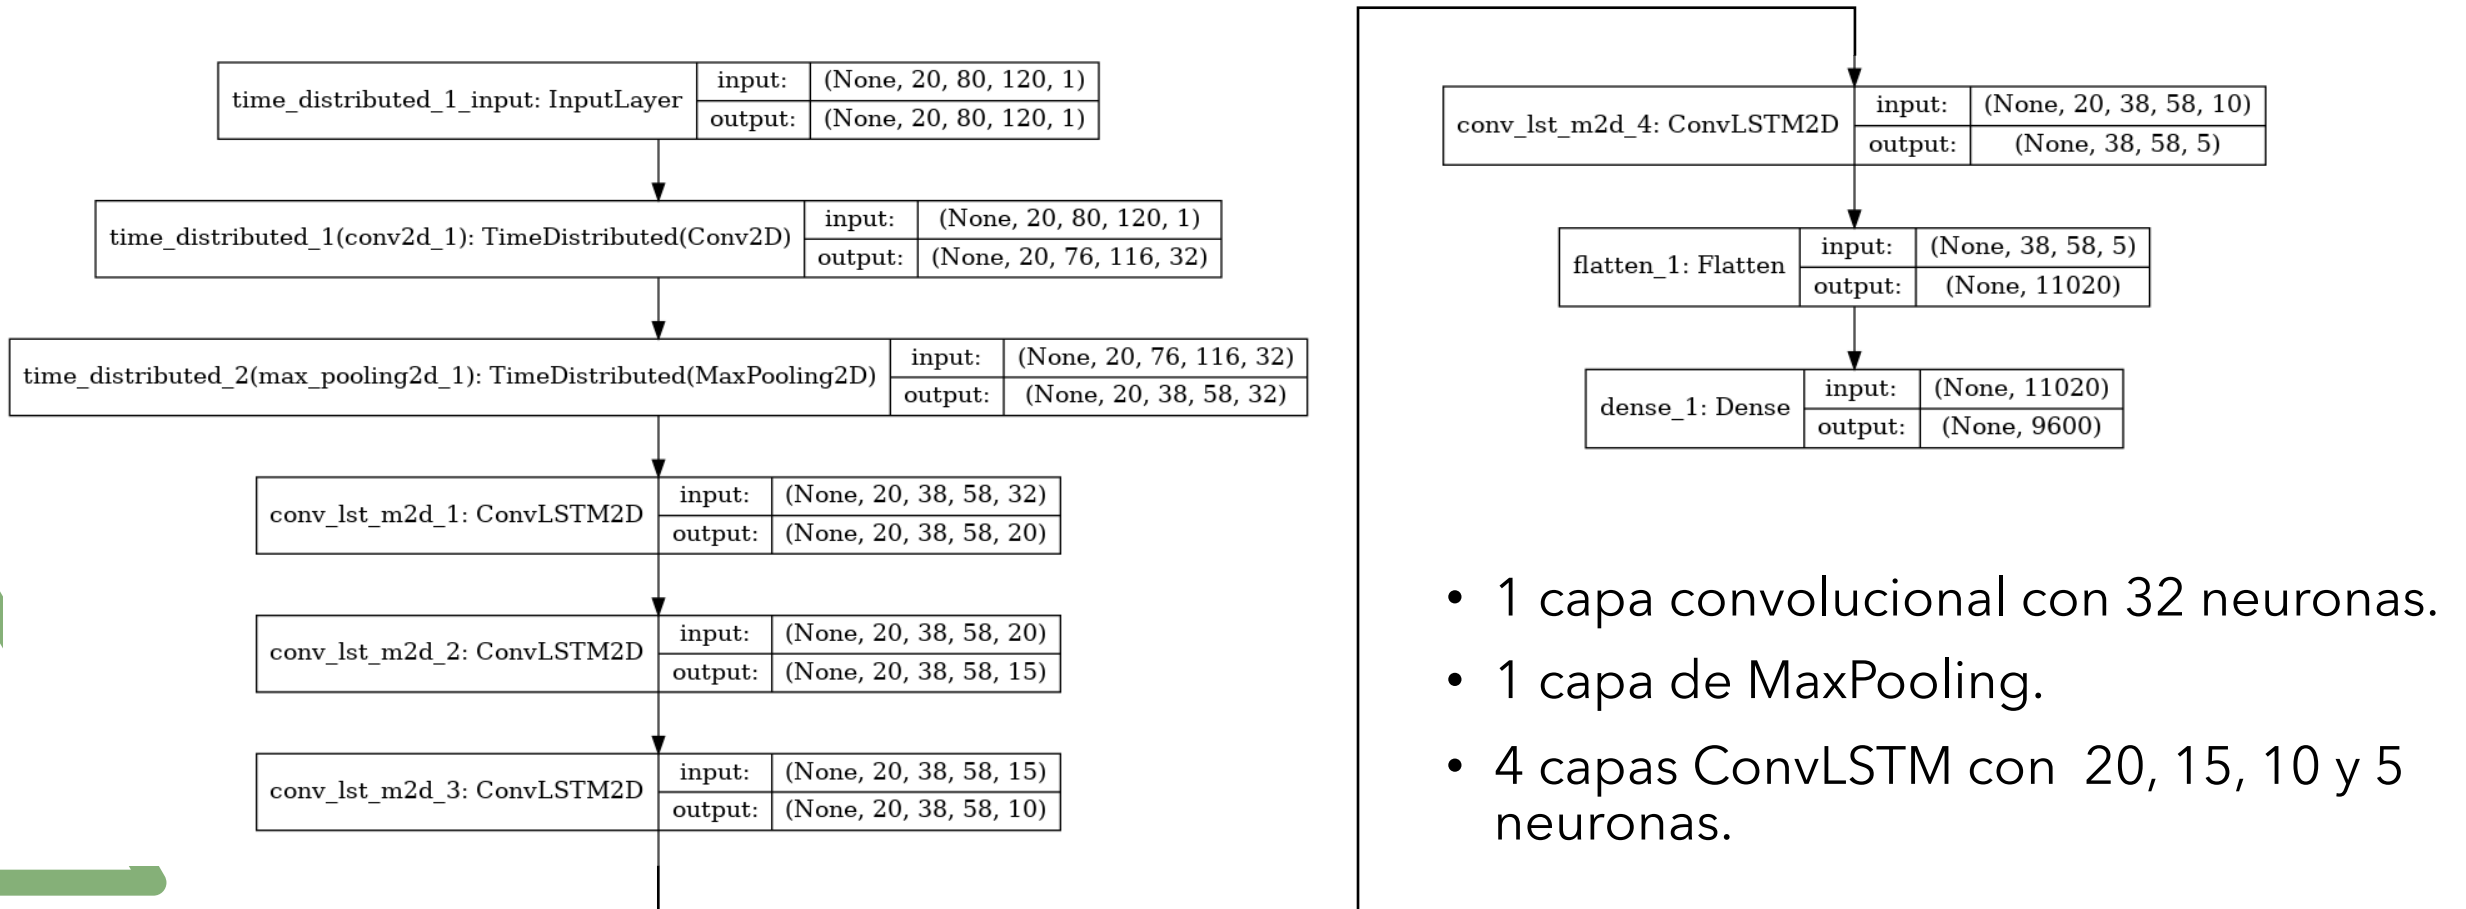 time_distributed_1_input: InputLayer
input:
(None, 20, 80, 120, 1)
output:
(None, 20, 80, 120, 1)
time_distributed_1(conv2d_1): TimeDistributed(Conv2D)
input:
(None, 20, 80, 120, 1)
output:
(None, 20, 76, 116, 32)
time_distributed_2(max_pooling2d_1): TimeDistributed(MaxPooling2D)
input:
(None, 20, 76, 116, 32)
output:
(None, 20, 38, 58, 32)
conv_lst_m2d_1: ConvLSTM2D
input:
(None, 20, 38, 58, 32)
output:
(None, 20, 38, 58, 20)
conv_lst_m2d_2: ConvLSTM2D
input:
(None, 20, 38, 58, 20)
output:
(None, 20, 38, 58, 15)
conv_lst_m2d_3: ConvLSTM2D
input:
(None, 20, 38, 58, 15)
output:
(None, 20, 38, 58, 10)
conv_lst_m2d_4: ConvLSTM2D
input:
(None, 20, 38, 58, 10)
output:
(None, 38, 58, 5)
flatten_1: Flatten
input:
(None, 38, 58, 5)
output:
(None, 11020)
dense_1: Dense
input:
(None, 11020)
output:
(None, 9600)
• 1 capa convolucional con 32 neuronas.
• 1 capa de MaxPooling.
• 4 capas ConvLSTM con 20, 15, 10 y 5
neuronas.